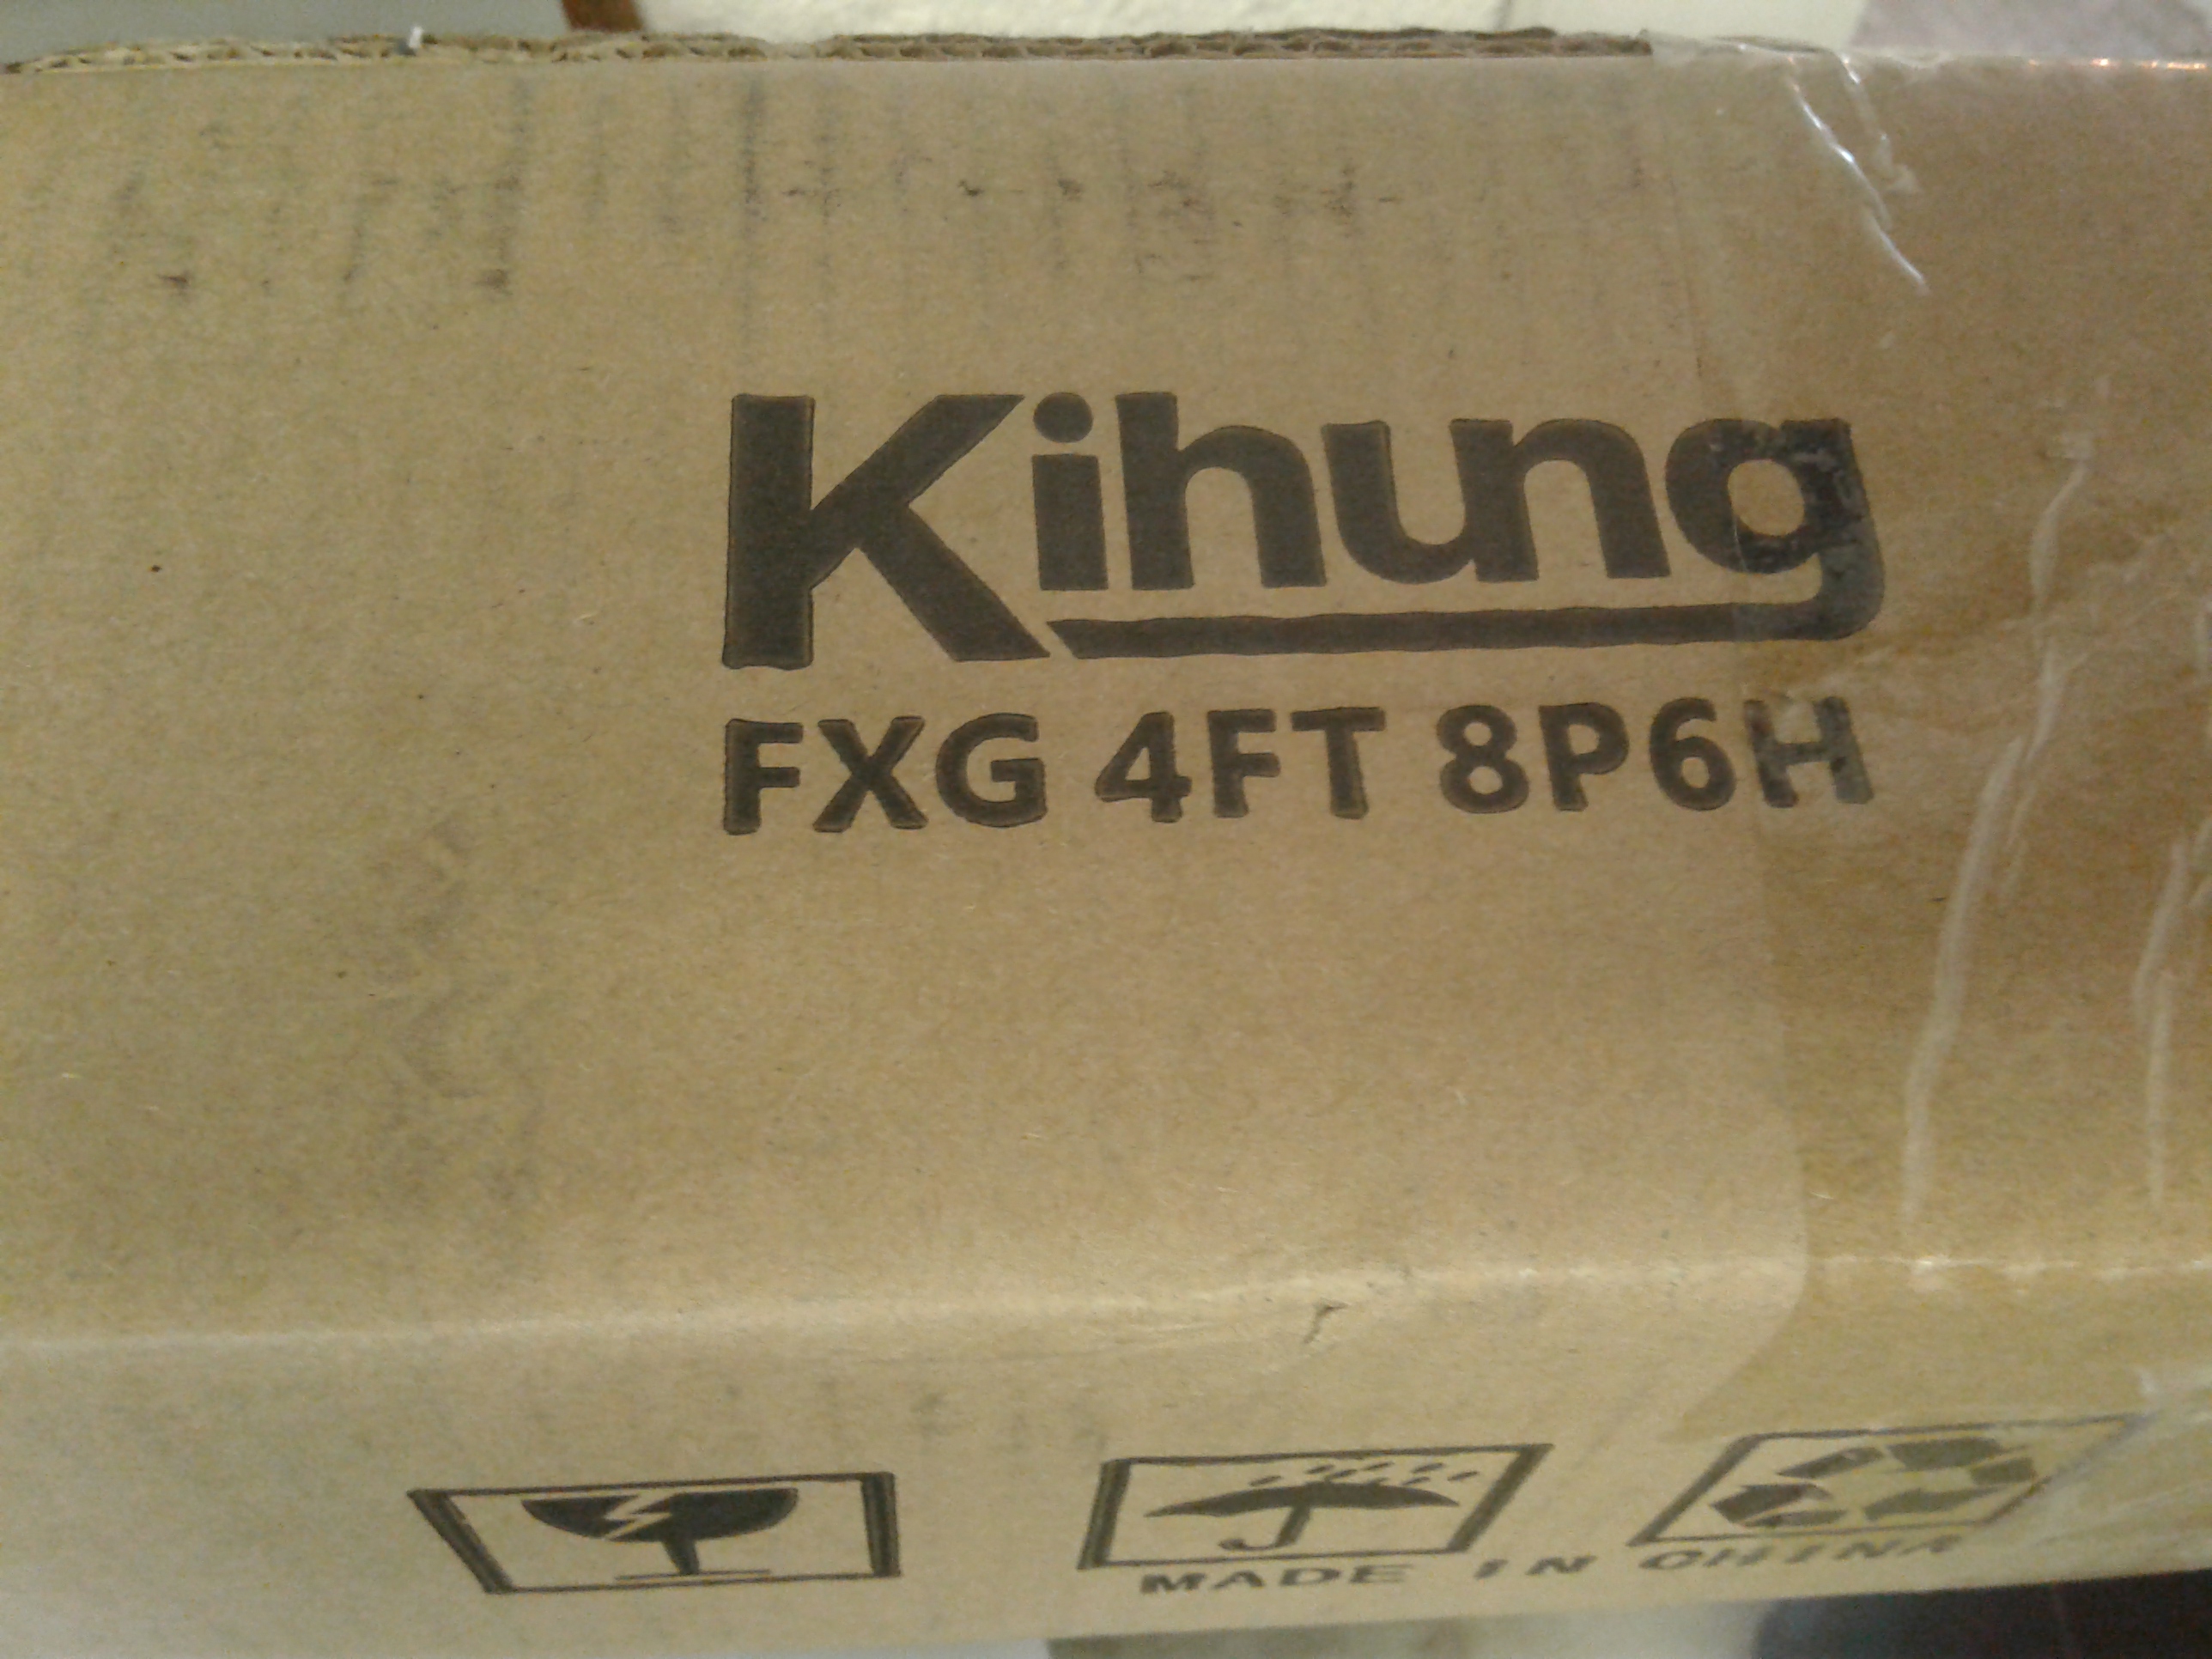 Kihung
FXG 4FT 8P6H
MADE IN CHINA